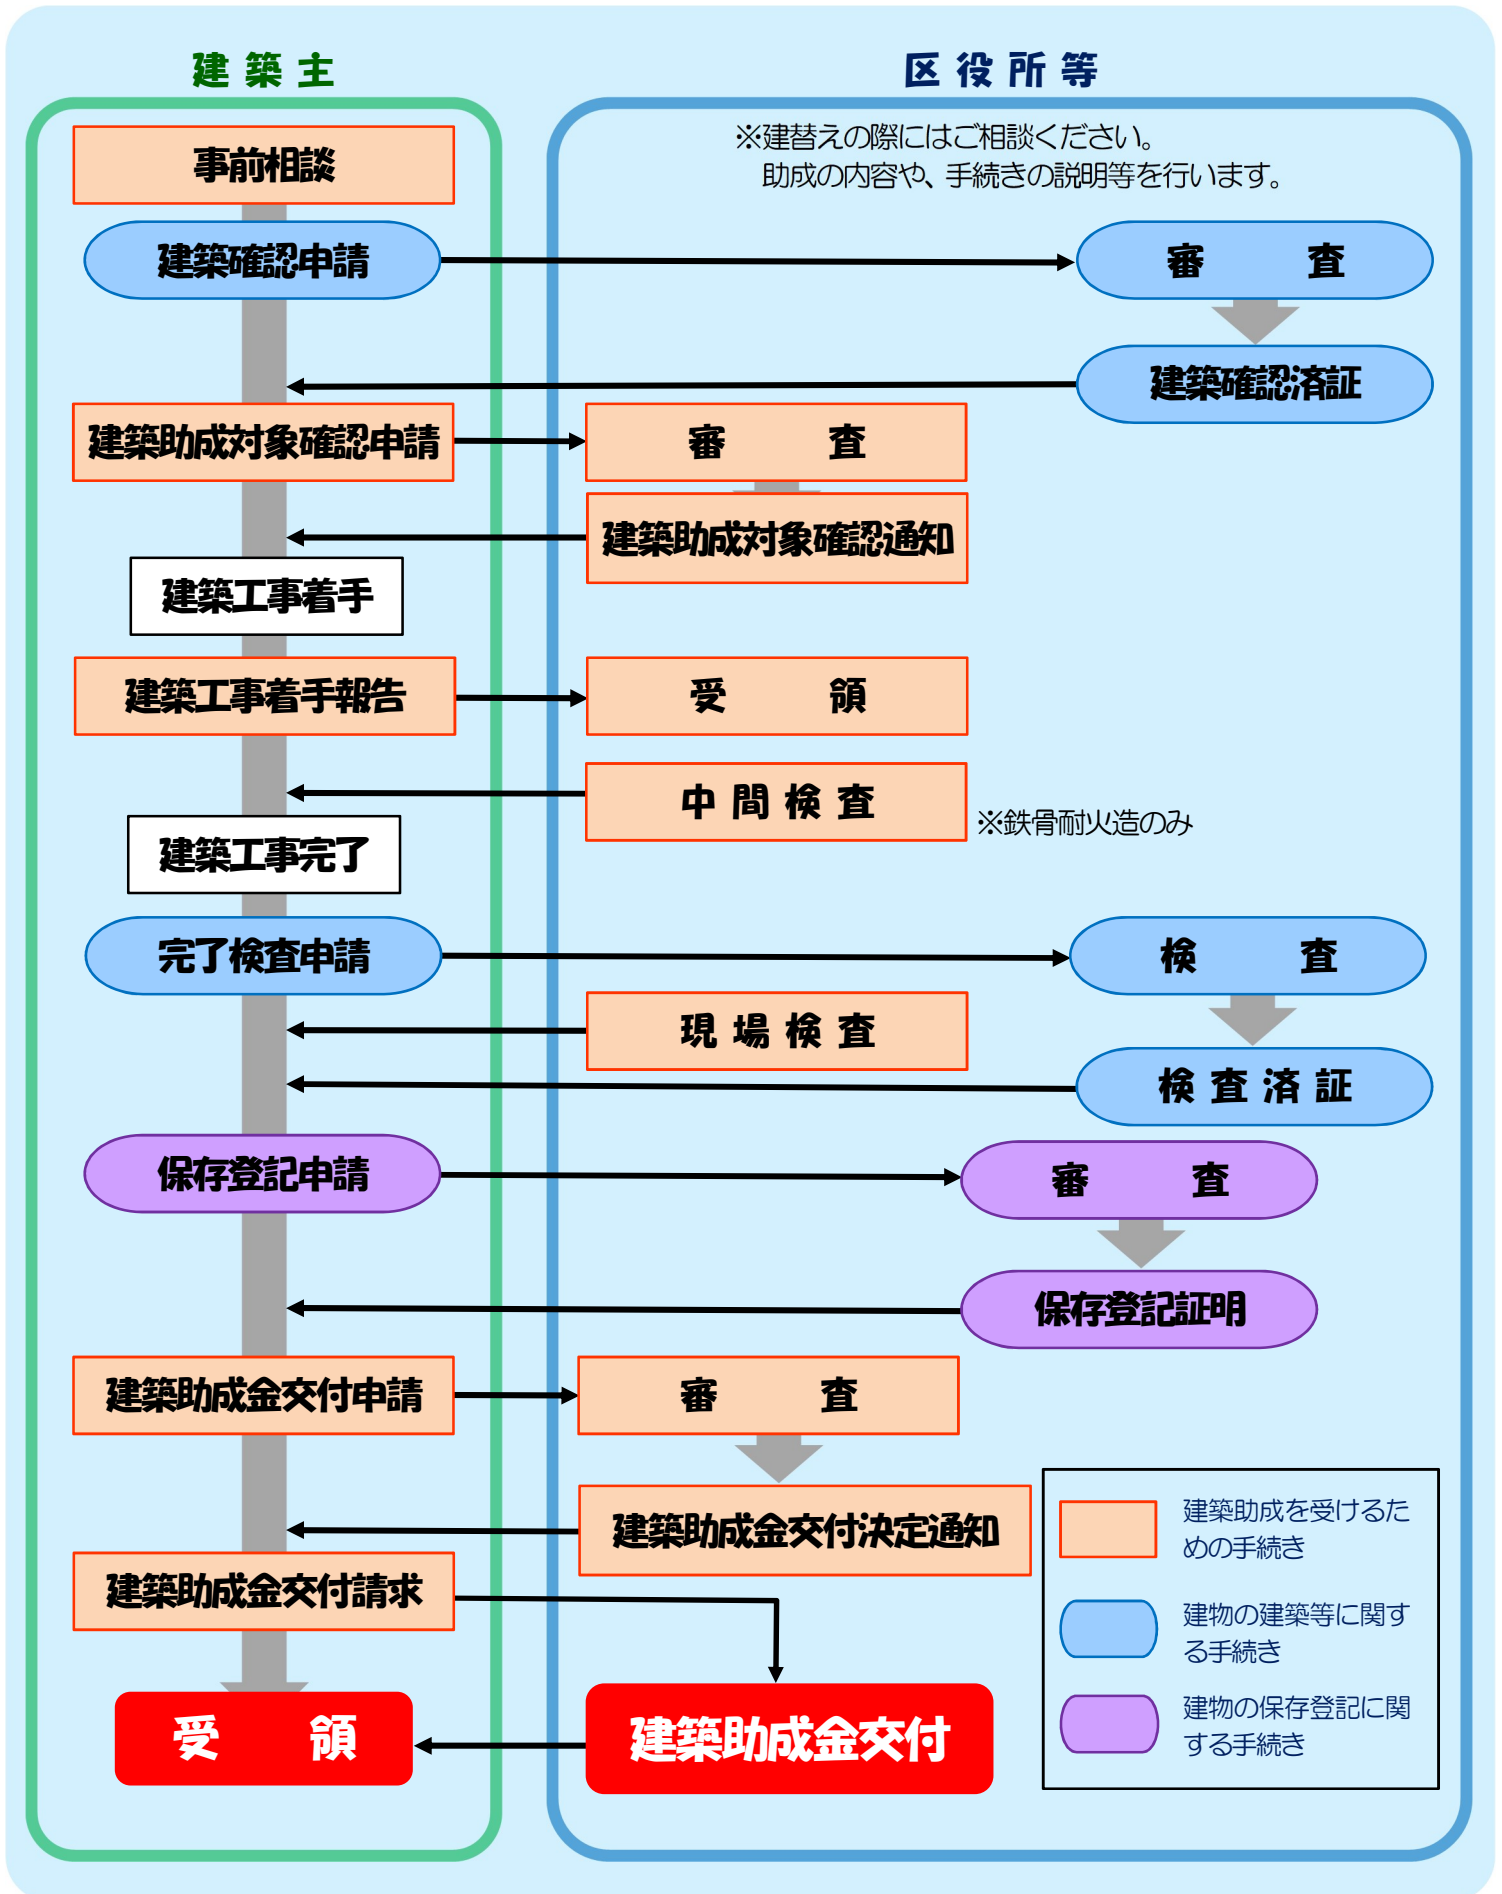 建築主
区役所等
事前相談
※建替えの際にはご相談ください。
助成の内容や、手続きの説明等を行います。
建築確認申請
審査
建築確認済証
建築助成対象確認申請
審査
建築助成対象確認通知
建築工事着手
建築工事着手報告
受領
中間検査
※鉄骨耐火造のみ
建築工事完了
完了検査申請
検査
現場検査
検査済証
保存登記申請
審査
保存登記証明
建築助成金交付申請
審査
建築助成金交付決定通知
建築助成金交付請求
受領
建築助成金交付
建築助成を受けるた
めの手続き
建物の建築等に関す
る手続き
建物の保存登記に関
する手続き